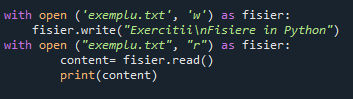 with open ('exemplu.txt', 'w') as fisier:
    fisier.write("Exercitii\nFisiere in Python")
with open ("exemplu.txt", "r") as fisier:
        content= fisier.read()
        print(content)